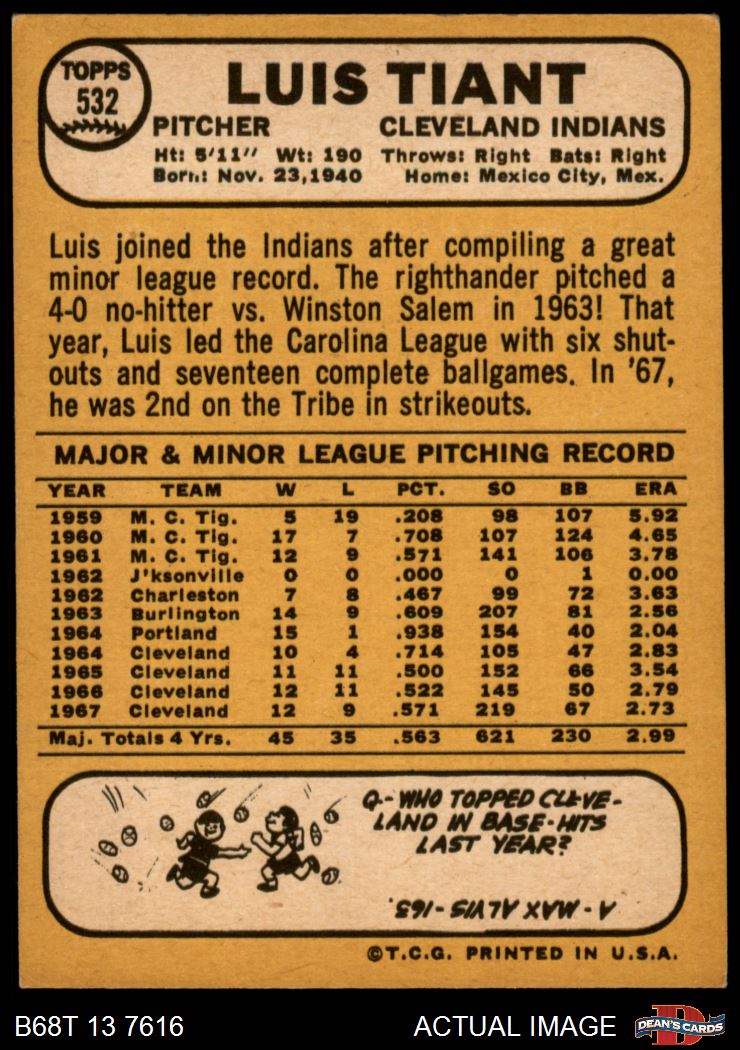 TOPPS
532
LUIS TIANT
PITCHER CLEVELAND INDIANS
Ht: 5'11" Wt: 190 Throws: Right Bats: Right
Born: Nov. 23,1940 Home: Mexico City, Mex.
Luis joined the Indians after compiling a great
minor league record. The righthander pitched a
4-0 no-hitter vs. Winston Salem in 1963! That
year, Luis led the Carolina League with six shut-
outs and seventeen complete ballgames. In '67,
he was 2nd on the Tribe in strikeouts.
MAJOR & MINOR LEAGUE PITCHING RECORD
YEAR TEAM W L PCT. SO BB ERA
1959 M. C. Tig. 5 19 .208 98 107 5.92
1960 M. C. Tig. 17 7 .708 107 124 4.65
1961 M. C. Tig. 12 9 .571 141 106 3.78
1962 J'ksonville 0 0 .000 0 1 0.00
1962 Charleston 7 8 .467 99 72 3.63
1963 Burlington 14 9 .609 207 81 2.56
1964 Portland 15 1 .938 154 40 2.04
1964 Cleveland 10 4 .714 105 47 2.83
1965 Cleveland 11 11 .500 152 66 3.54
1966 Cleveland 12 11 .522 145 50 2.79
1967 Cleveland 12 9 .571 219 67 2.73
Maj. Totals 4 Yrs. 45 35 .563 621 230 2.99
Q-- WHO TOPPED CLEVE-
LAND IN BASE-HITS
LAST YEAR?
A - MAX ALVIS - 163.
©T.C.G. PRINTED IN U.S.A.
B68T 13 7616 ACTUAL IMAGE
D
DEAN'S CARDS